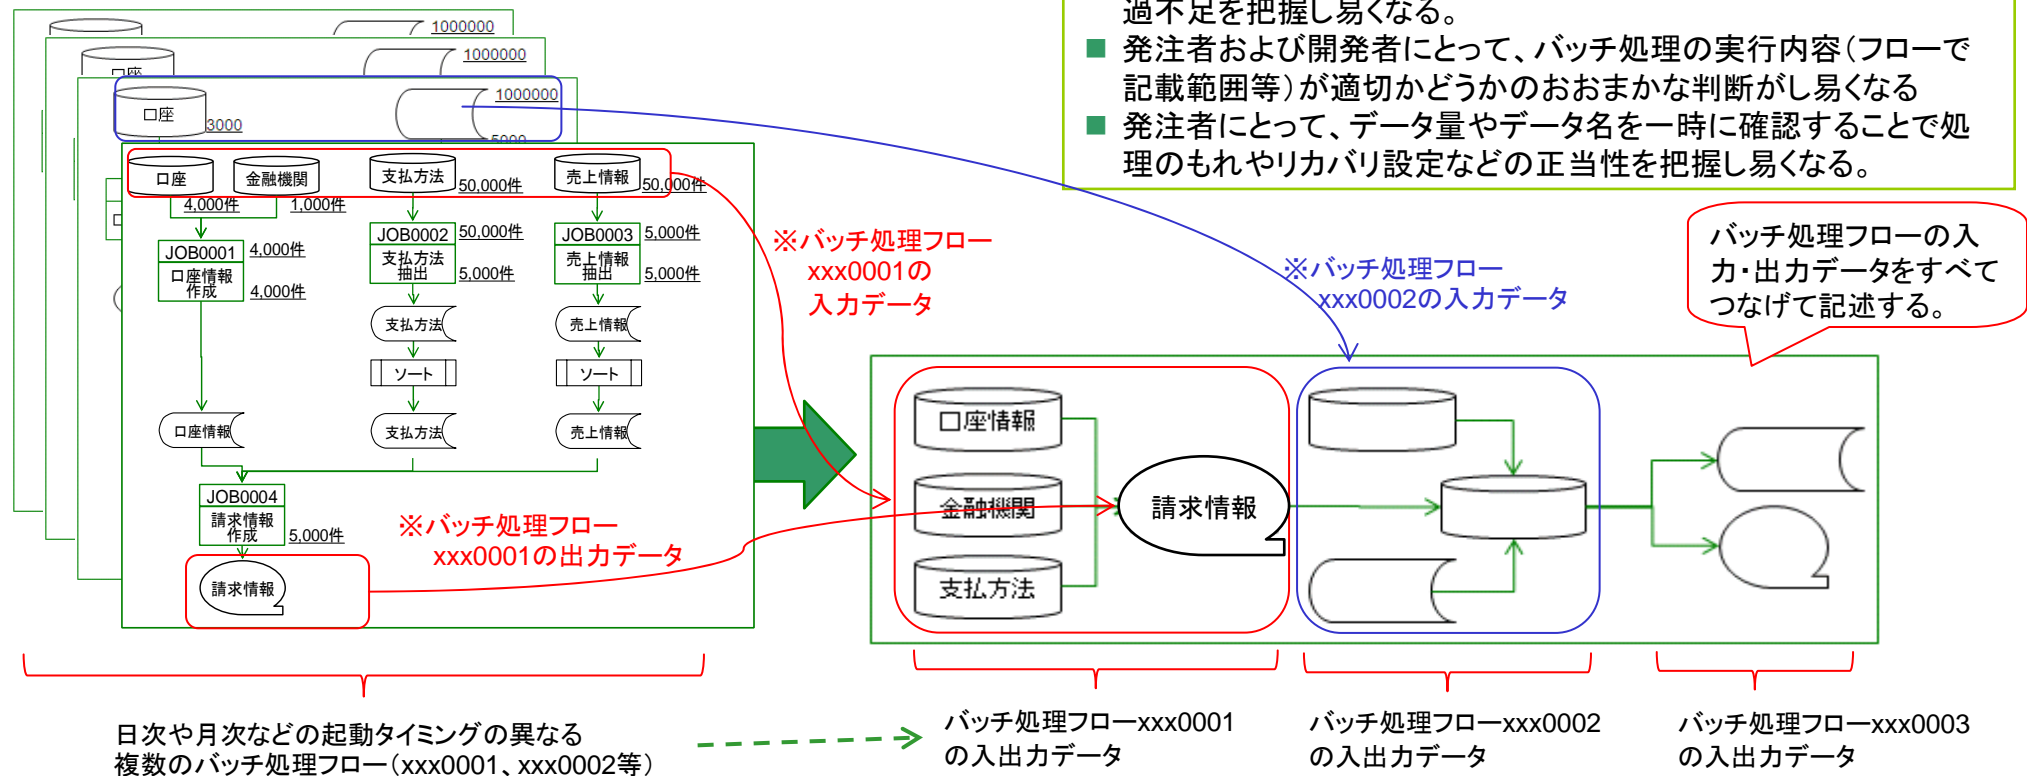 過不足を把握し易くなる。
■ 発注者および開発者にとって、バッチ処理の実行内容(フローで
記載範囲等)が適切かどうかのおおまかな判断がし易くなる
■ 発注者にとって、データ量やデータ名を一時に確認することで処
理のもれやリカバリ設定などの正当性を把握し易くなる。
1000000
1000000
口座
1000000
口座
3000
5000
口座
金融機関
支払方法
50,000件
売上情報
50,000件
4,000件
1,000件
JOB0001
4,000件
口座情報
作成
4,000件
JOB0002
50,000件
支払方法
抽出
5,000件
JOB0003
5,000件
売上情報
抽出
5,000件
支払方法
売上情報
ソート
ソート
口座情報
支払方法
売上情報
JOB0004
請求情報
作成
5,000件
請求情報
※バッチ処理フロー
xxx0001の
入力データ
※バッチ処理フロー
xxx0001の出力データ
※バッチ処理フロー
xxx0002の入力データ
バッチ処理フローの入
力・出力データをすべて
つなげて記述する。
口座情報
金融機関
支払方法
請求情報
日次や月次などの起動タイミングの異なる
複数のバッチ処理フロー(xxx0001、xxx0002等)
バッチ処理フローxxx0001
の入出力データ
バッチ処理フローxxx0002
の入出力データ
バッチ処理フローxxx0003
の入出力データ